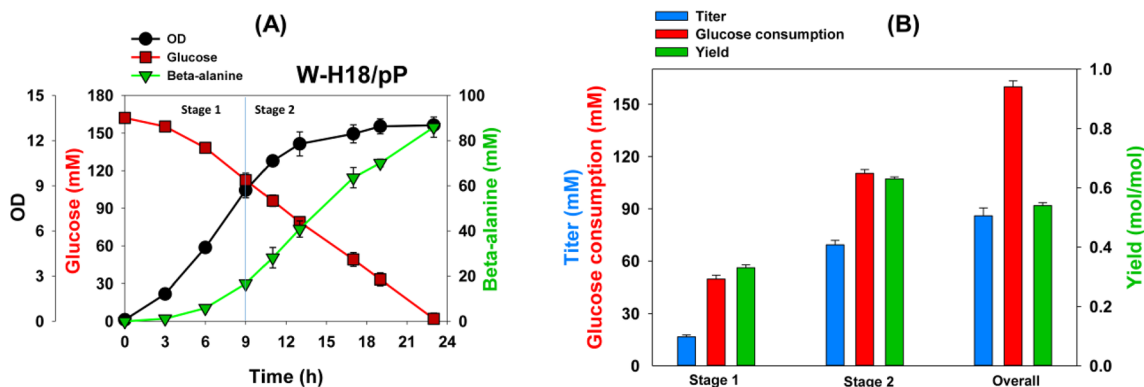 (A)
OD
Glucose
Beta-alanine
W-H18/pP
Stage 1
Stage 2
15
12
9
6
3
0
OD
180
150
120
90
60
30
0
Glucose (mM)
100
80
60
40
20
0
Beta-alanine (mM)
0 3 6 9 12 15 18 21 24
Time (h)
(B)
Titer
Glucose consumption
Yield
150
120
90
60
30
0
Titer (mM)
Glucose consumption (mM)
1.0
0.8
0.6
0.4
0.2
0.0
Yield (mol/mol)
Stage 1 Stage 2 Overall